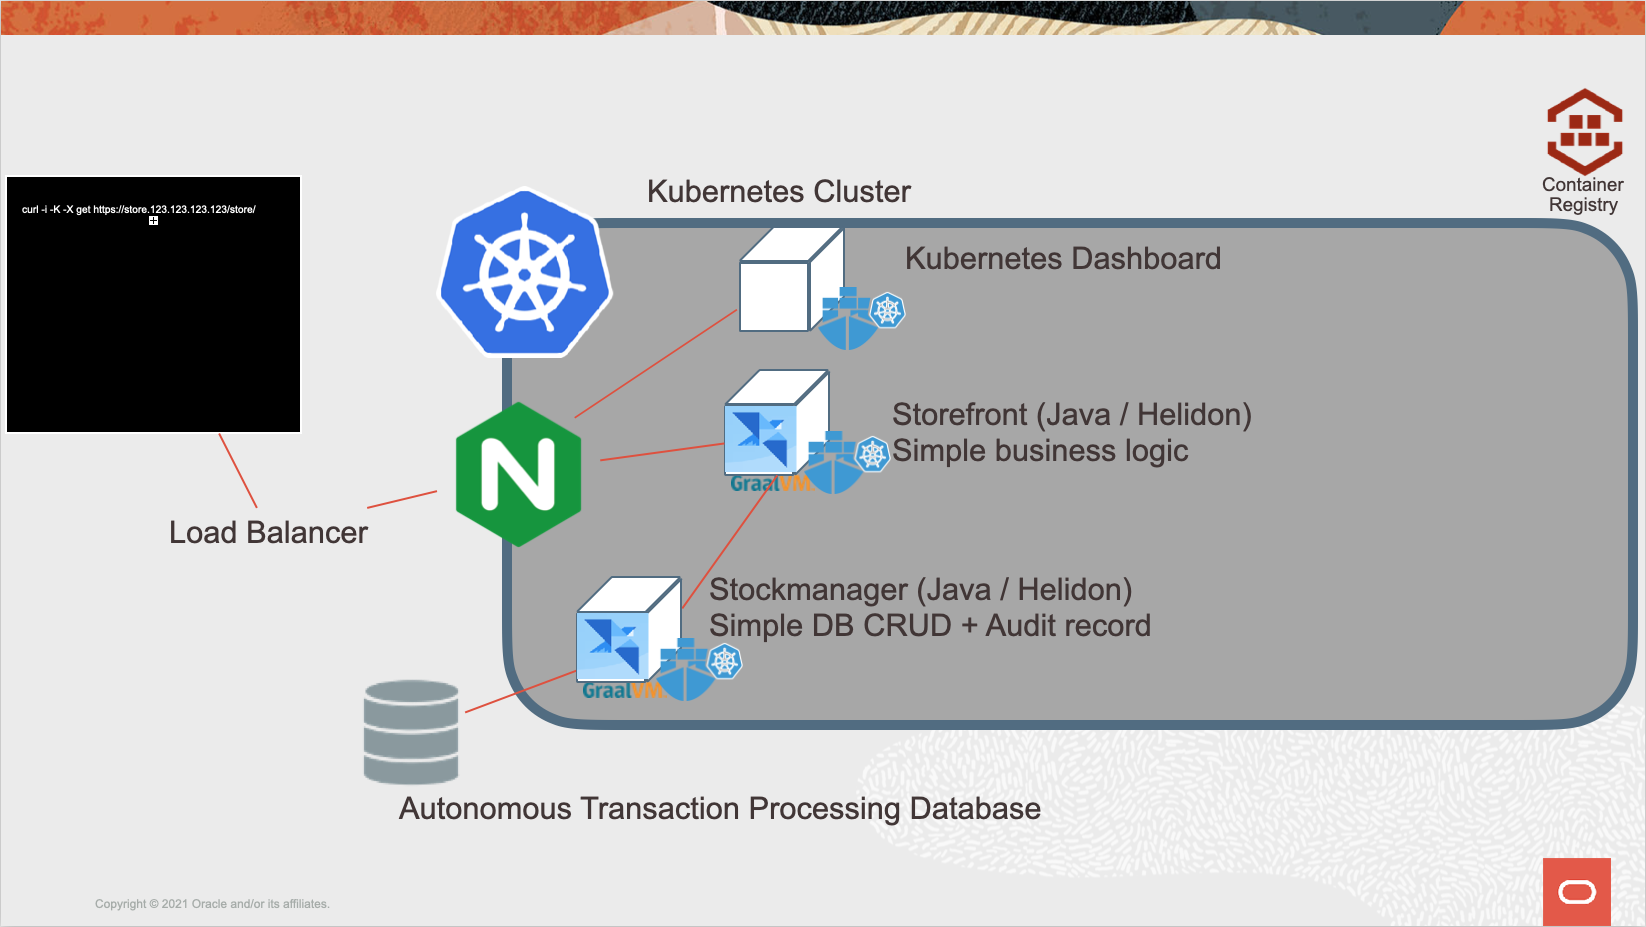 Container
Registry
curl -i -K -X get https://store.123.123.123.123/store/
Kubernetes Cluster
Kubernetes Dashboard
Storefront (Java / Helidon)
Simple business logic
GraalVM
Load Balancer
Stockmanager (Java / Helidon)
Simple DB CRUD + Audit record
GraalVM
Autonomous Transaction Processing Database
Copyright © 2021 Oracle and/or its affiliates.